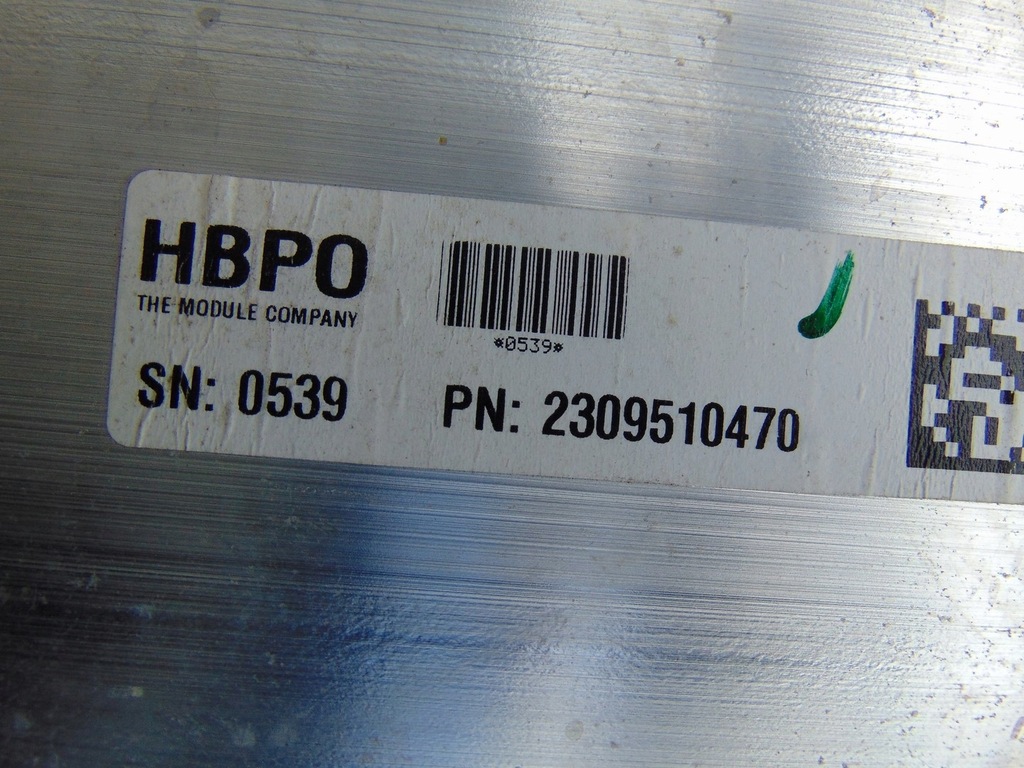 HBPO
THE MODULE COMPANY
*0539*
SN: 0539
PN: 2309510470